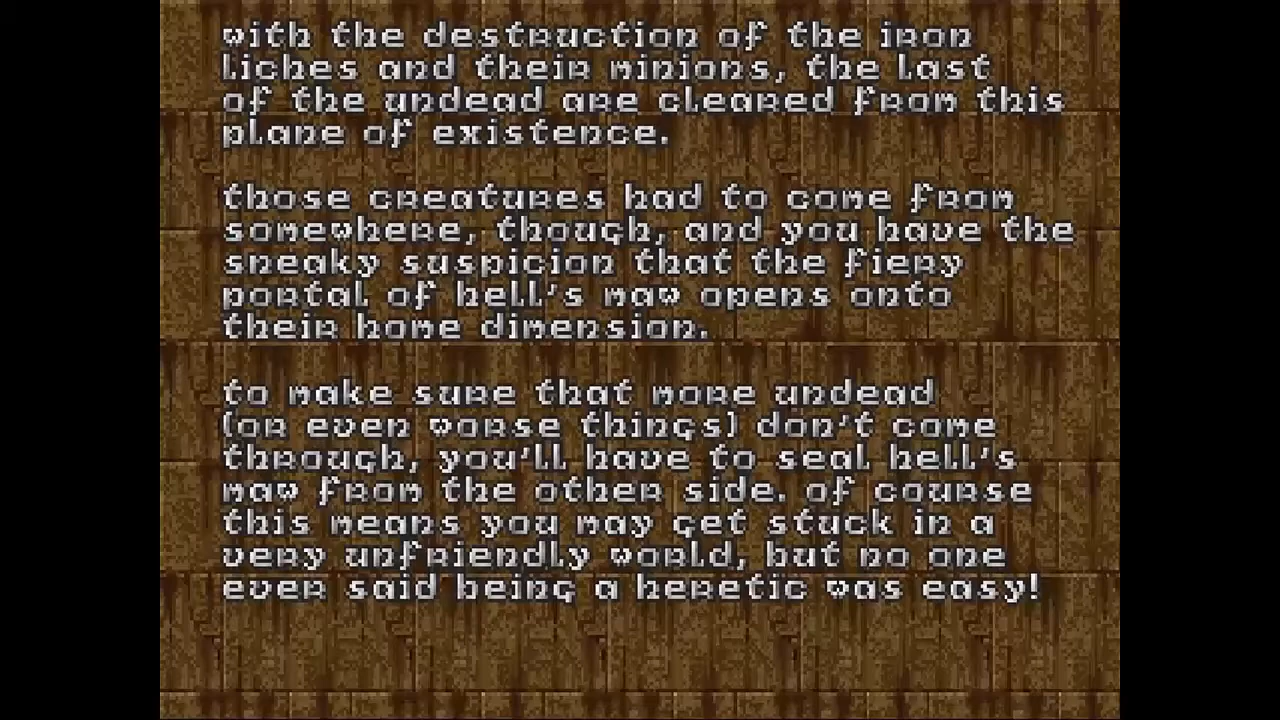 with the destruction of the iron
liches and their minions, the last
of the undead are cleared from this
plane of existence.
those creatures had to come from
somewhere, though, and you have the
sneaky suspicion that the fiery
portal of hell's maw opens onto
their home dimension.
to make sure that more undead
(or even worse things) don't come
through, you'll have to seal hell's
maw from the other side. of course
this means you may get stuck in a
very unfriendly world, but no one
ever said being a heretic was easy!